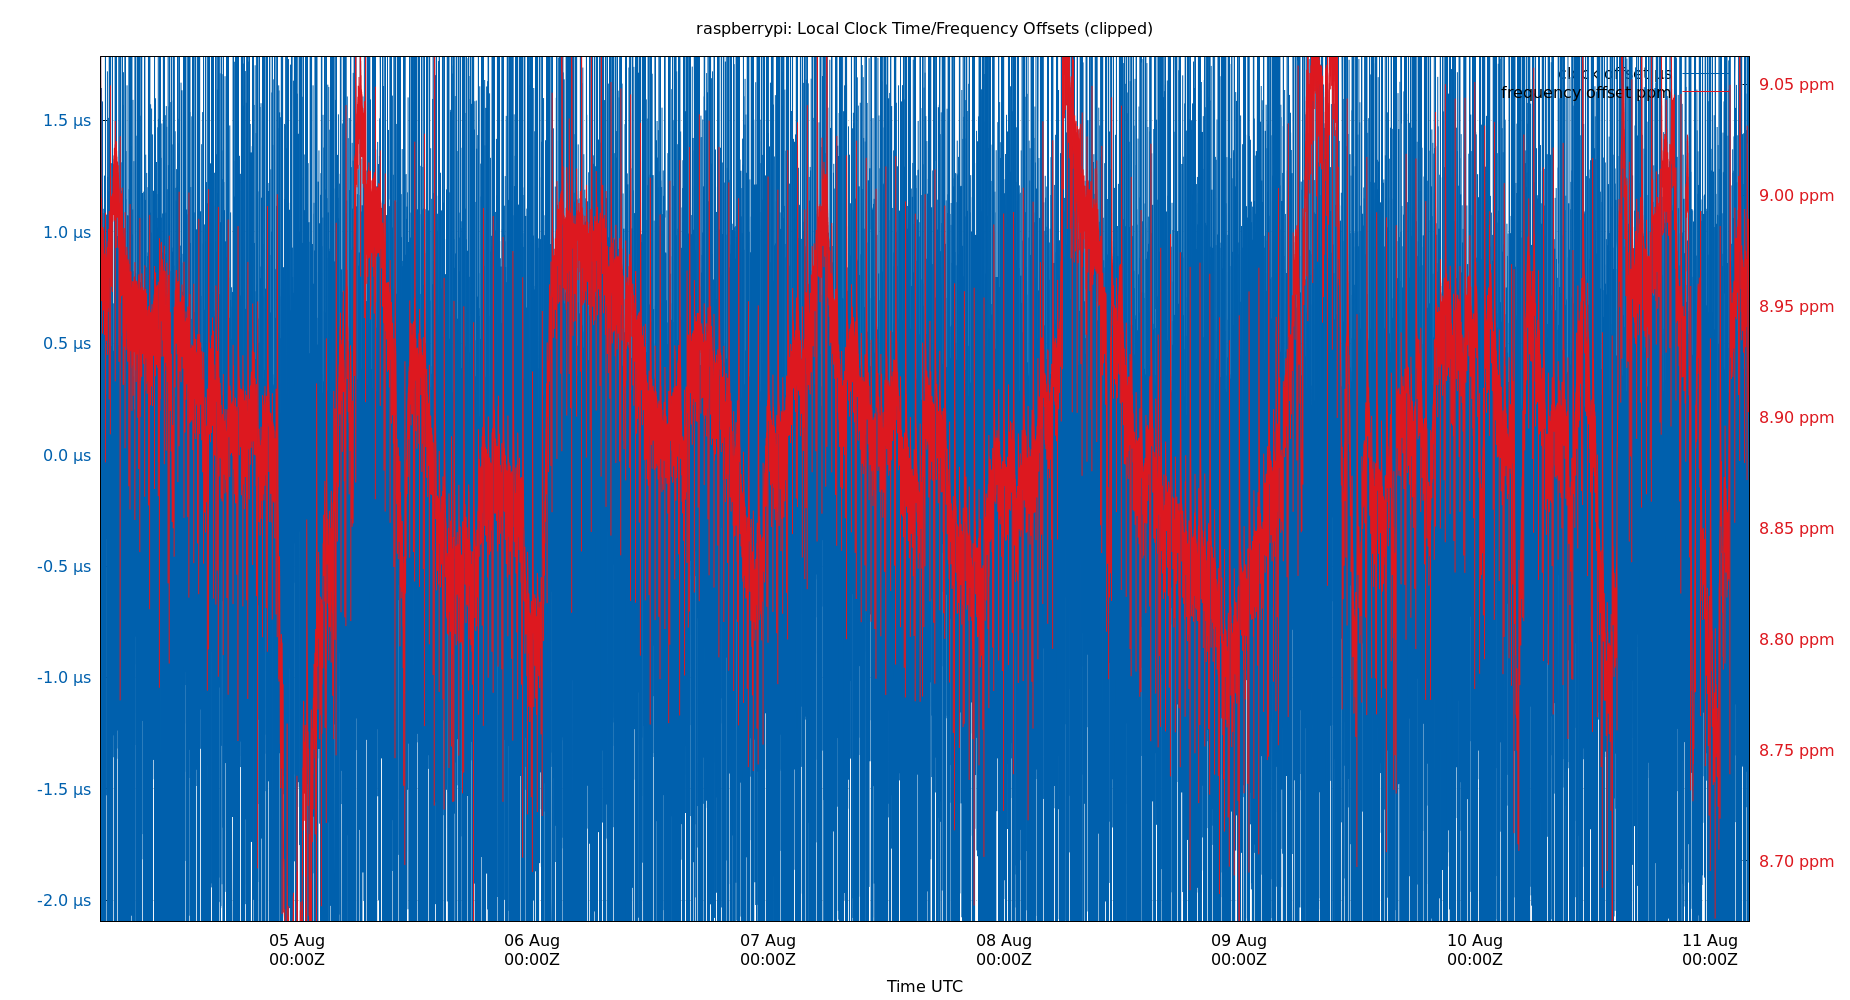 raspberrypi: Local Clock Time/Frequency Offsets (clipped)
clock offset µs
frequency offset ppm
1.5 µs
1.0 µs
0.5 µs
0.0 µs
-0.5 µs
-1.0 µs
-1.5 µs
-2.0 µs
9.05 ppm
9.00 ppm
8.95 ppm
8.90 ppm
8.85 ppm
8.80 ppm
8.75 ppm
8.70 ppm
05 Aug
00:00Z
06 Aug
00:00Z
07 Aug
00:00Z
08 Aug
00:00Z
09 Aug
00:00Z
10 Aug
00:00Z
11 Aug
00:00Z
Time UTC